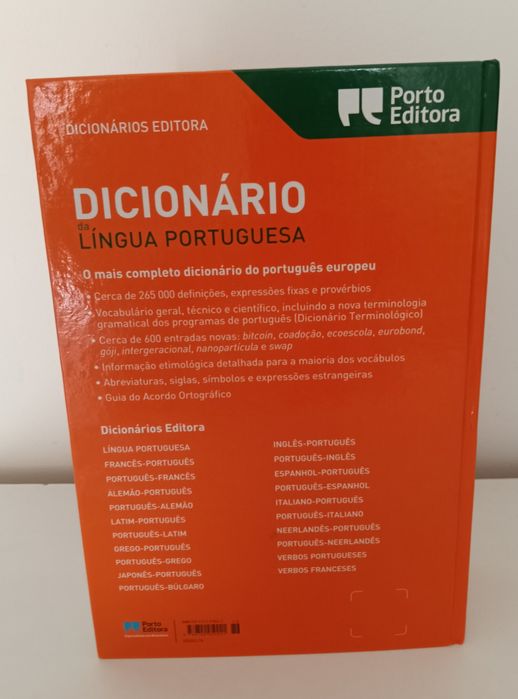 Porto
Editora
DICIONÁRIOS EDITORA
DICIONÁRIO
da
LÍNGUA PORTUGUESA
O mais completo dicionário do português europeu
• Cerca de 265 000 definições, expressões fixas e provérbios
• Vocabulário geral, técnico e científico, incluindo a nova terminologia
gramatical dos programas de português (Dicionário Terminológico)
• Cerca de 600 entradas novas: bitcoin, coadoção, ecoescola, eurobond,
góji, intergeracional, nanopartícula e swap
• Informação etimológica detalhada para a maioria dos vocábulos
• Abreviaturas, siglas, símbolos e expressões estrangeiras
• Guia do Acordo Ortográfico
Dicionários Editora
LÍNGUA PORTUGUESA
FRANCÊS-PORTUGUÊS
PORTUGUÊS-FRANCÊS
ALEMÃO-PORTUGUÊS
PORTUGUÊS-ALEMÃO
LATIM-PORTUGUÊS
PORTUGUÊS-LATIM
GREGO-PORTUGUÊS
PORTUGUÊS-GREGO
JAPONÊS-PORTUGUÊS
PORTUGUÊS-BÚLGARO
INGLÊS-PORTUGUÊS
PORTUGUÊS-INGLÊS
ESPANHOL-PORTUGUÊS
PORTUGUÊS-ESPANHOL
ITALIANO-PORTUGUÊS
PORTUGUÊS-ITALIANO
NEERLANDÊS-PORTUGUÊS
PORTUGUÊS-NEERLANDÊS
VERBOS PORTUGUESES
VERBOS FRANCESES
Porto
Editora